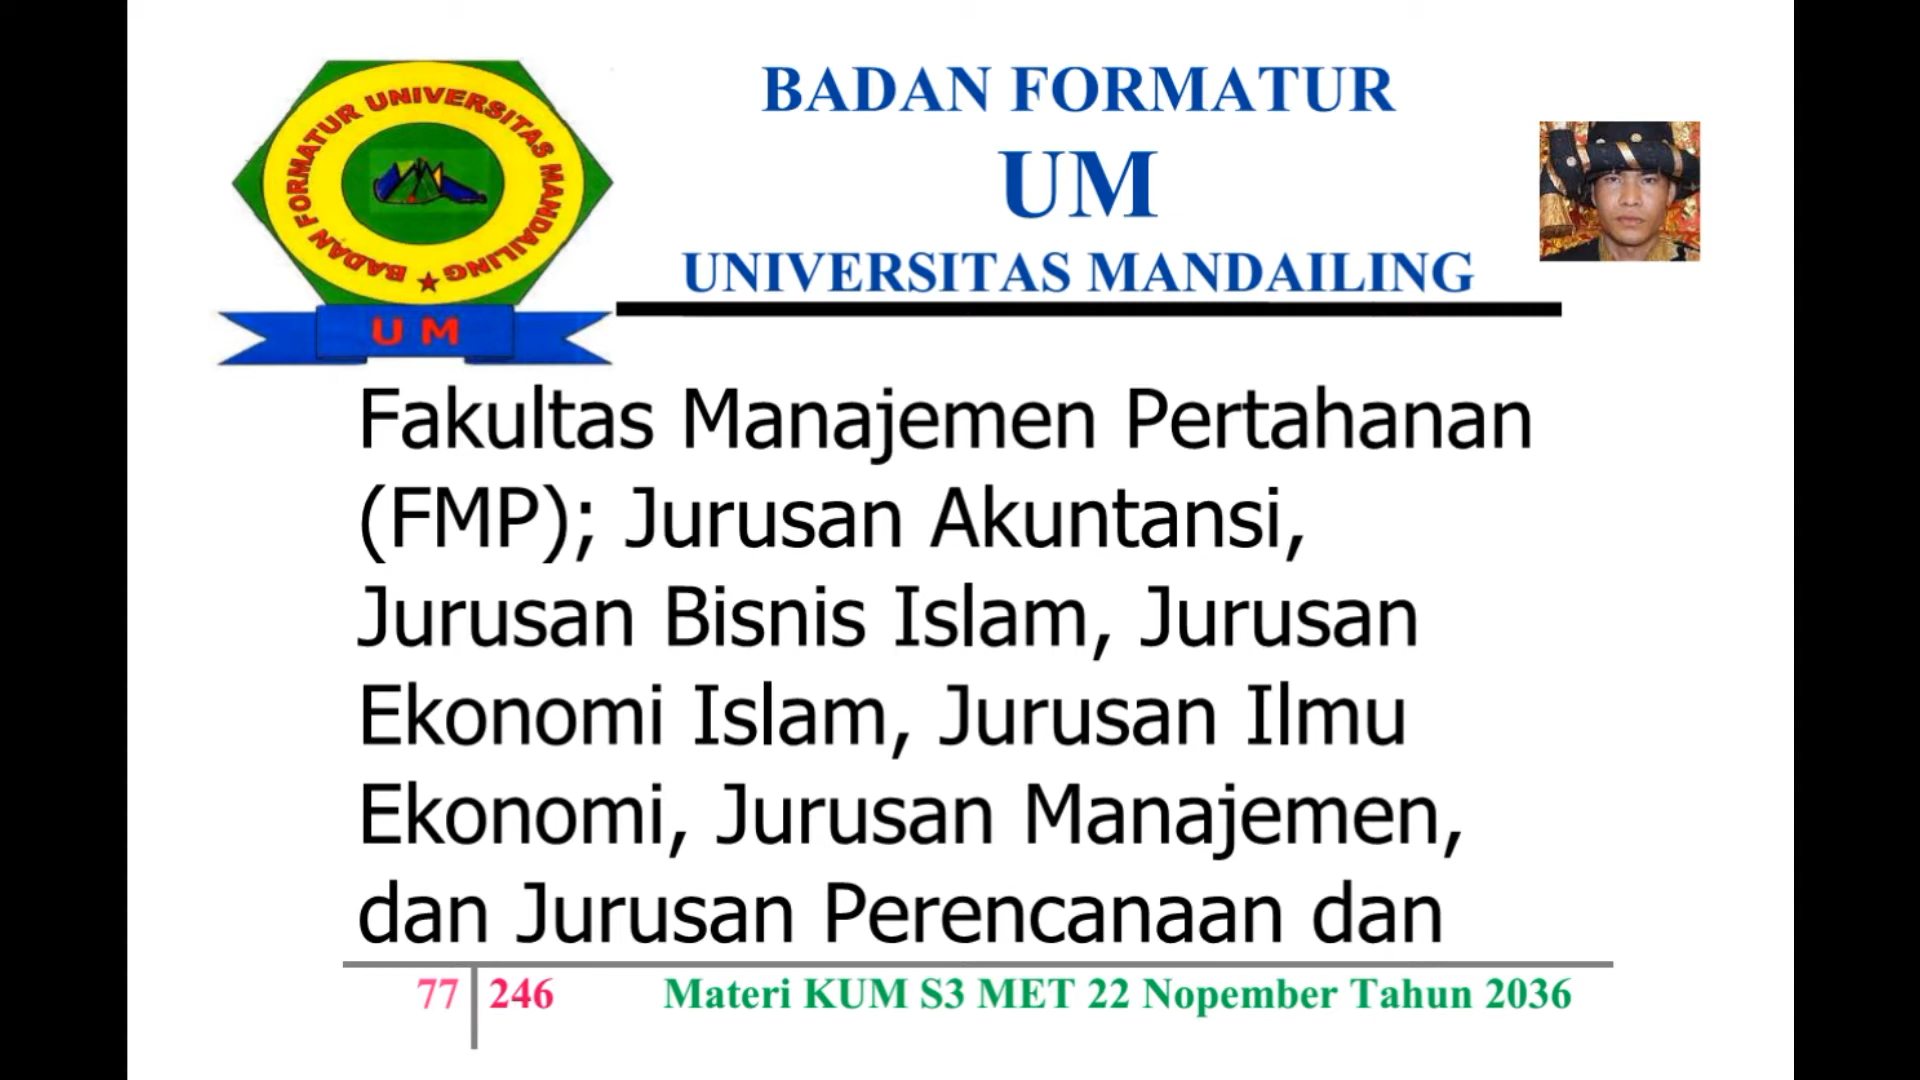 BADAN FORMATUR UNIVERSITAS MANDAILING
U M
BADAN FORMATUR
UM
UNIVERSITAS MANDAILING
Fakultas Manajemen Pertahanan
(FMP); Jurusan Akuntansi,
Jurusan Bisnis Islam, Jurusan
Ekonomi Islam, Jurusan Ilmu
Ekonomi, Jurusan Manajemen,
dan Jurusan Perencanaan dan
77 246 Materi KUM S3 MET 22 Nopember Tahun 2036